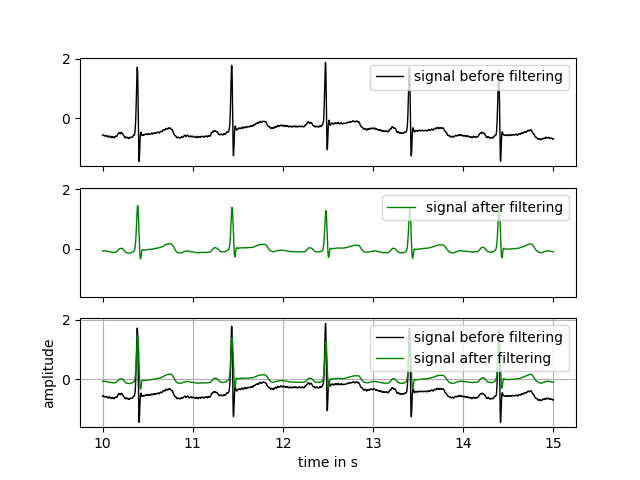 2
0
signal before filtering
2
0
signal after filtering
2
0
amplitude
signal before filtering
signal after filtering
10 11 12 13 14 15
time in s